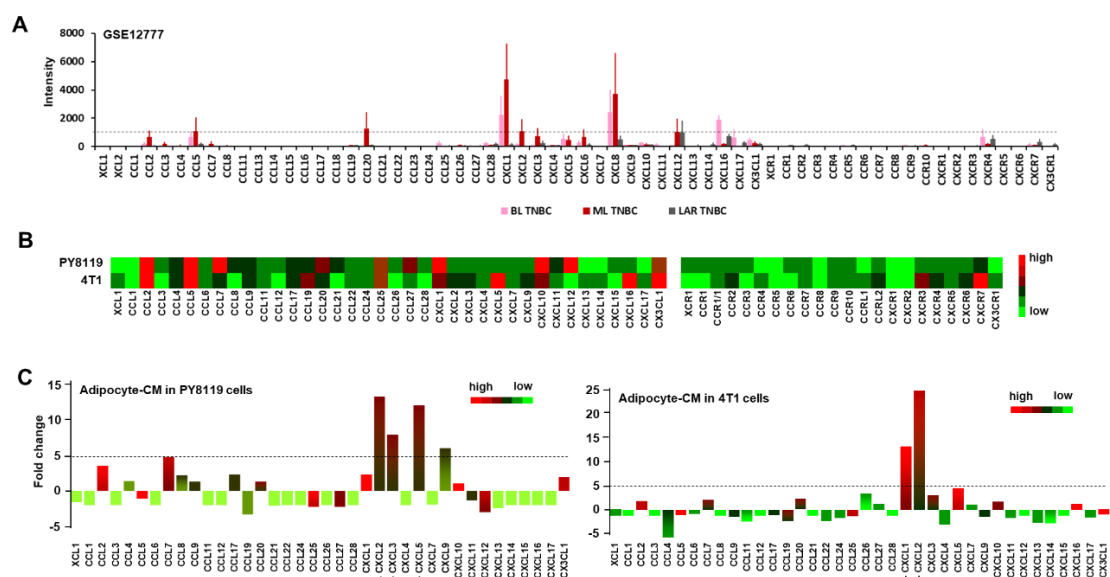 A
GSE12777
Intensity
8000
6000
4000
2000
0
XCL1 XCL2 CCL1 CCL2 CCL3 CCL4 CCL5 CCL7 CCL8 CCL11 CCL13 CCL14 CCL15 CCL16 CCL17 CCL18 CCL19 CCL20 CCL21 CCL22 CCL23 CCL24 CCL25 CCL26 CCL27 CCL28 CXCL1 CXCL2 CXCL3 CXCL4 CXCL5 CXCL6 CXCL7 CXCL8 CXCL9 CXCL10 CXCL11 CXCL12 CXCL14 CXCL16 CXCL17 CX3CL1 XCR1 CCR1 CCR2 CCR3 CCR4 CCR5 CCR6 CCR7 CCR8 CCR9 CCR10 CXCR1 CXCR2 CXCR3 CXCR4 CXCR5 CXCR6 CXCR7 CX3CR1
BL TNBC ML TNBC LAR TNBC
B
PY8119
4T1
XCL1 CCL1 CCL2 CCL3 CCL4 CCL5 CCL6 CCL7 CCL8 CCL9 CCL11 CCL12 CCL17 CCL19 CCL20 CCL21 CCL22 CCL24 CCL25 CCL26 CCL27 CCL28 CXCL1 CXCL2 CXCL3 CXCL4 CXCL5 CXCL7 CXCL9 CXCL10 CXCL11 CXCL12 CXCL13 CXCL14 CXCL15 CXCL16 CXCL17 CX3CL1
XCR1 CCR1 CCR1/1 CCR2 CCR3 CCR4 CCR5 CCR6 CCR7 CCR8 CCR9 CCR10 CCRL1 CCRL2 CXCR1 CXCR2 CXCR3 CXCR4 CXCR5 CXCR6 CXCR7 CX3CR1
high
low
C
Adipocyte-CM in PY8119 cells
high low
Fold change
15
10
5
0
-5
XCL1 CCL1 CCL2 CCL3 CCL4 CCL5 CCL6 CCL7 CCL8 CCL9 CCL11 CCL12 CCL17 CCL19 CCL20 CCL21 CCL22 CCL24 CCL25 CCL26 CCL27 CCL28 CXCL1 CXCL2 CXCL3 CXCL4 CXCL5 CXCL7 CXCL9 CXCL10 CXCL11 CXCL12 CXCL13 CXCL14 CXCL15 CXCL16 CXCL17 CX3CL1
Adipocyte-CM in 4T1 cells
high low
25
20
15
10
5
0
-5
XCL1 CCL1 CCL2 CCL3 CCL4 CCL5 CCL6 CCL7 CCL8 CCL9 CCL11 CCL12 CCL17 CCL19 CCL20 CCL21 CCL22 CCL24 CCL25 CCL26 CCL27 CCL28 CXCL1 CXCL2 CXCL3 CXCL4 CXCL5 CXCL7 CXCL9 CXCL10 CXCL11 CXCL12 CXCL13 CXCL14 CXCL15 CXCL16 CXCL17 CX3CL1